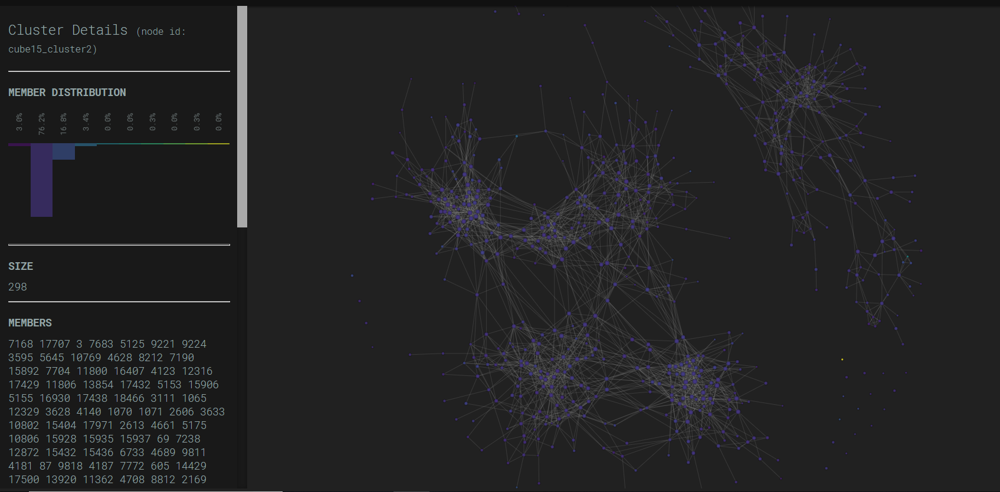 Cluster Details (node id:
cube15_cluster2)
MEMBER DISTRIBUTION
3.0% 76.2% 16.8% 3.4% 0.0% 0.0% 0.3% 0.0% 0.3% 0.0%
SIZE
298
MEMBERS
7168 17707 3 7683 5125 9221 9224
3595 5645 10769 4628 8212 7190
15892 7704 11800 16407 4123 12316
17429 11806 13854 17432 5153 15906
5155 16930 17438 18466 3111 1065
12329 3628 4140 1070 1071 2606 3633
10802 15404 17971 2613 4661 5175
10806 15928 15935 15937 69 7238
12872 15432 15436 6733 4689 9811
4181 87 9818 4187 7772 605 14429
17500 13920 11362 4708 8812 2169